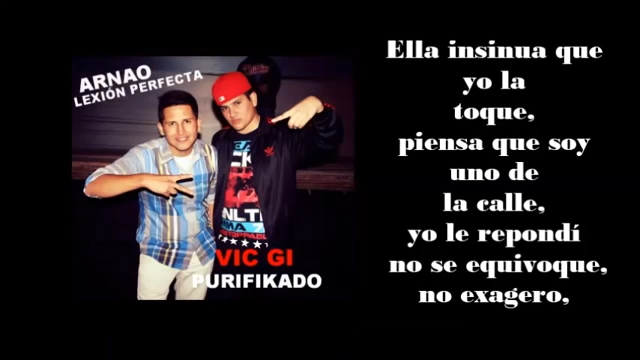 ARNAO
LEXIÓN PERFECTA
VIC GI
PURIFIKADO
Ella insinua que
yo la
toque,
piensa que soy
uno de
la calle,
yo le repondí
no se equivoque,
no exagero,